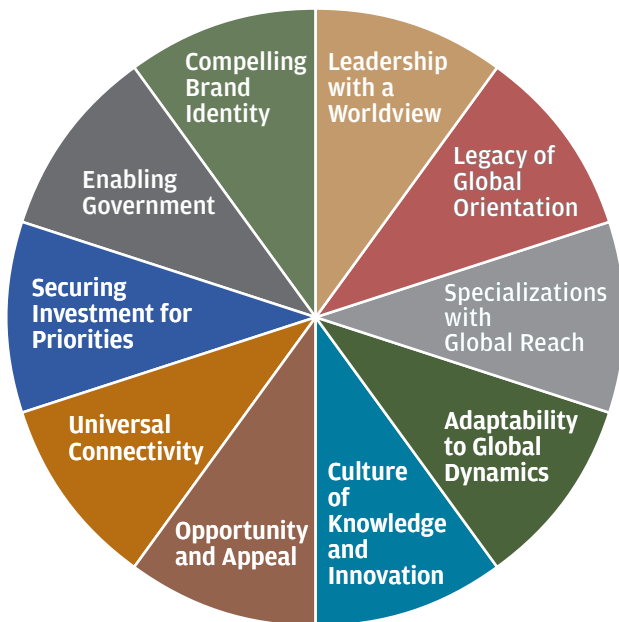 Compelling
Brand
Identity
Leadership
with a
Worldview
Legacy of
Global
Orientation
Specializations
with
Global Reach
Adaptability
to Global
Dynamics
Culture
of
Knowledge
and
Innovation
Opportunity
and Appeal
Universal
Connectivity
Securing
Investment for
Priorities
Enabling
Government